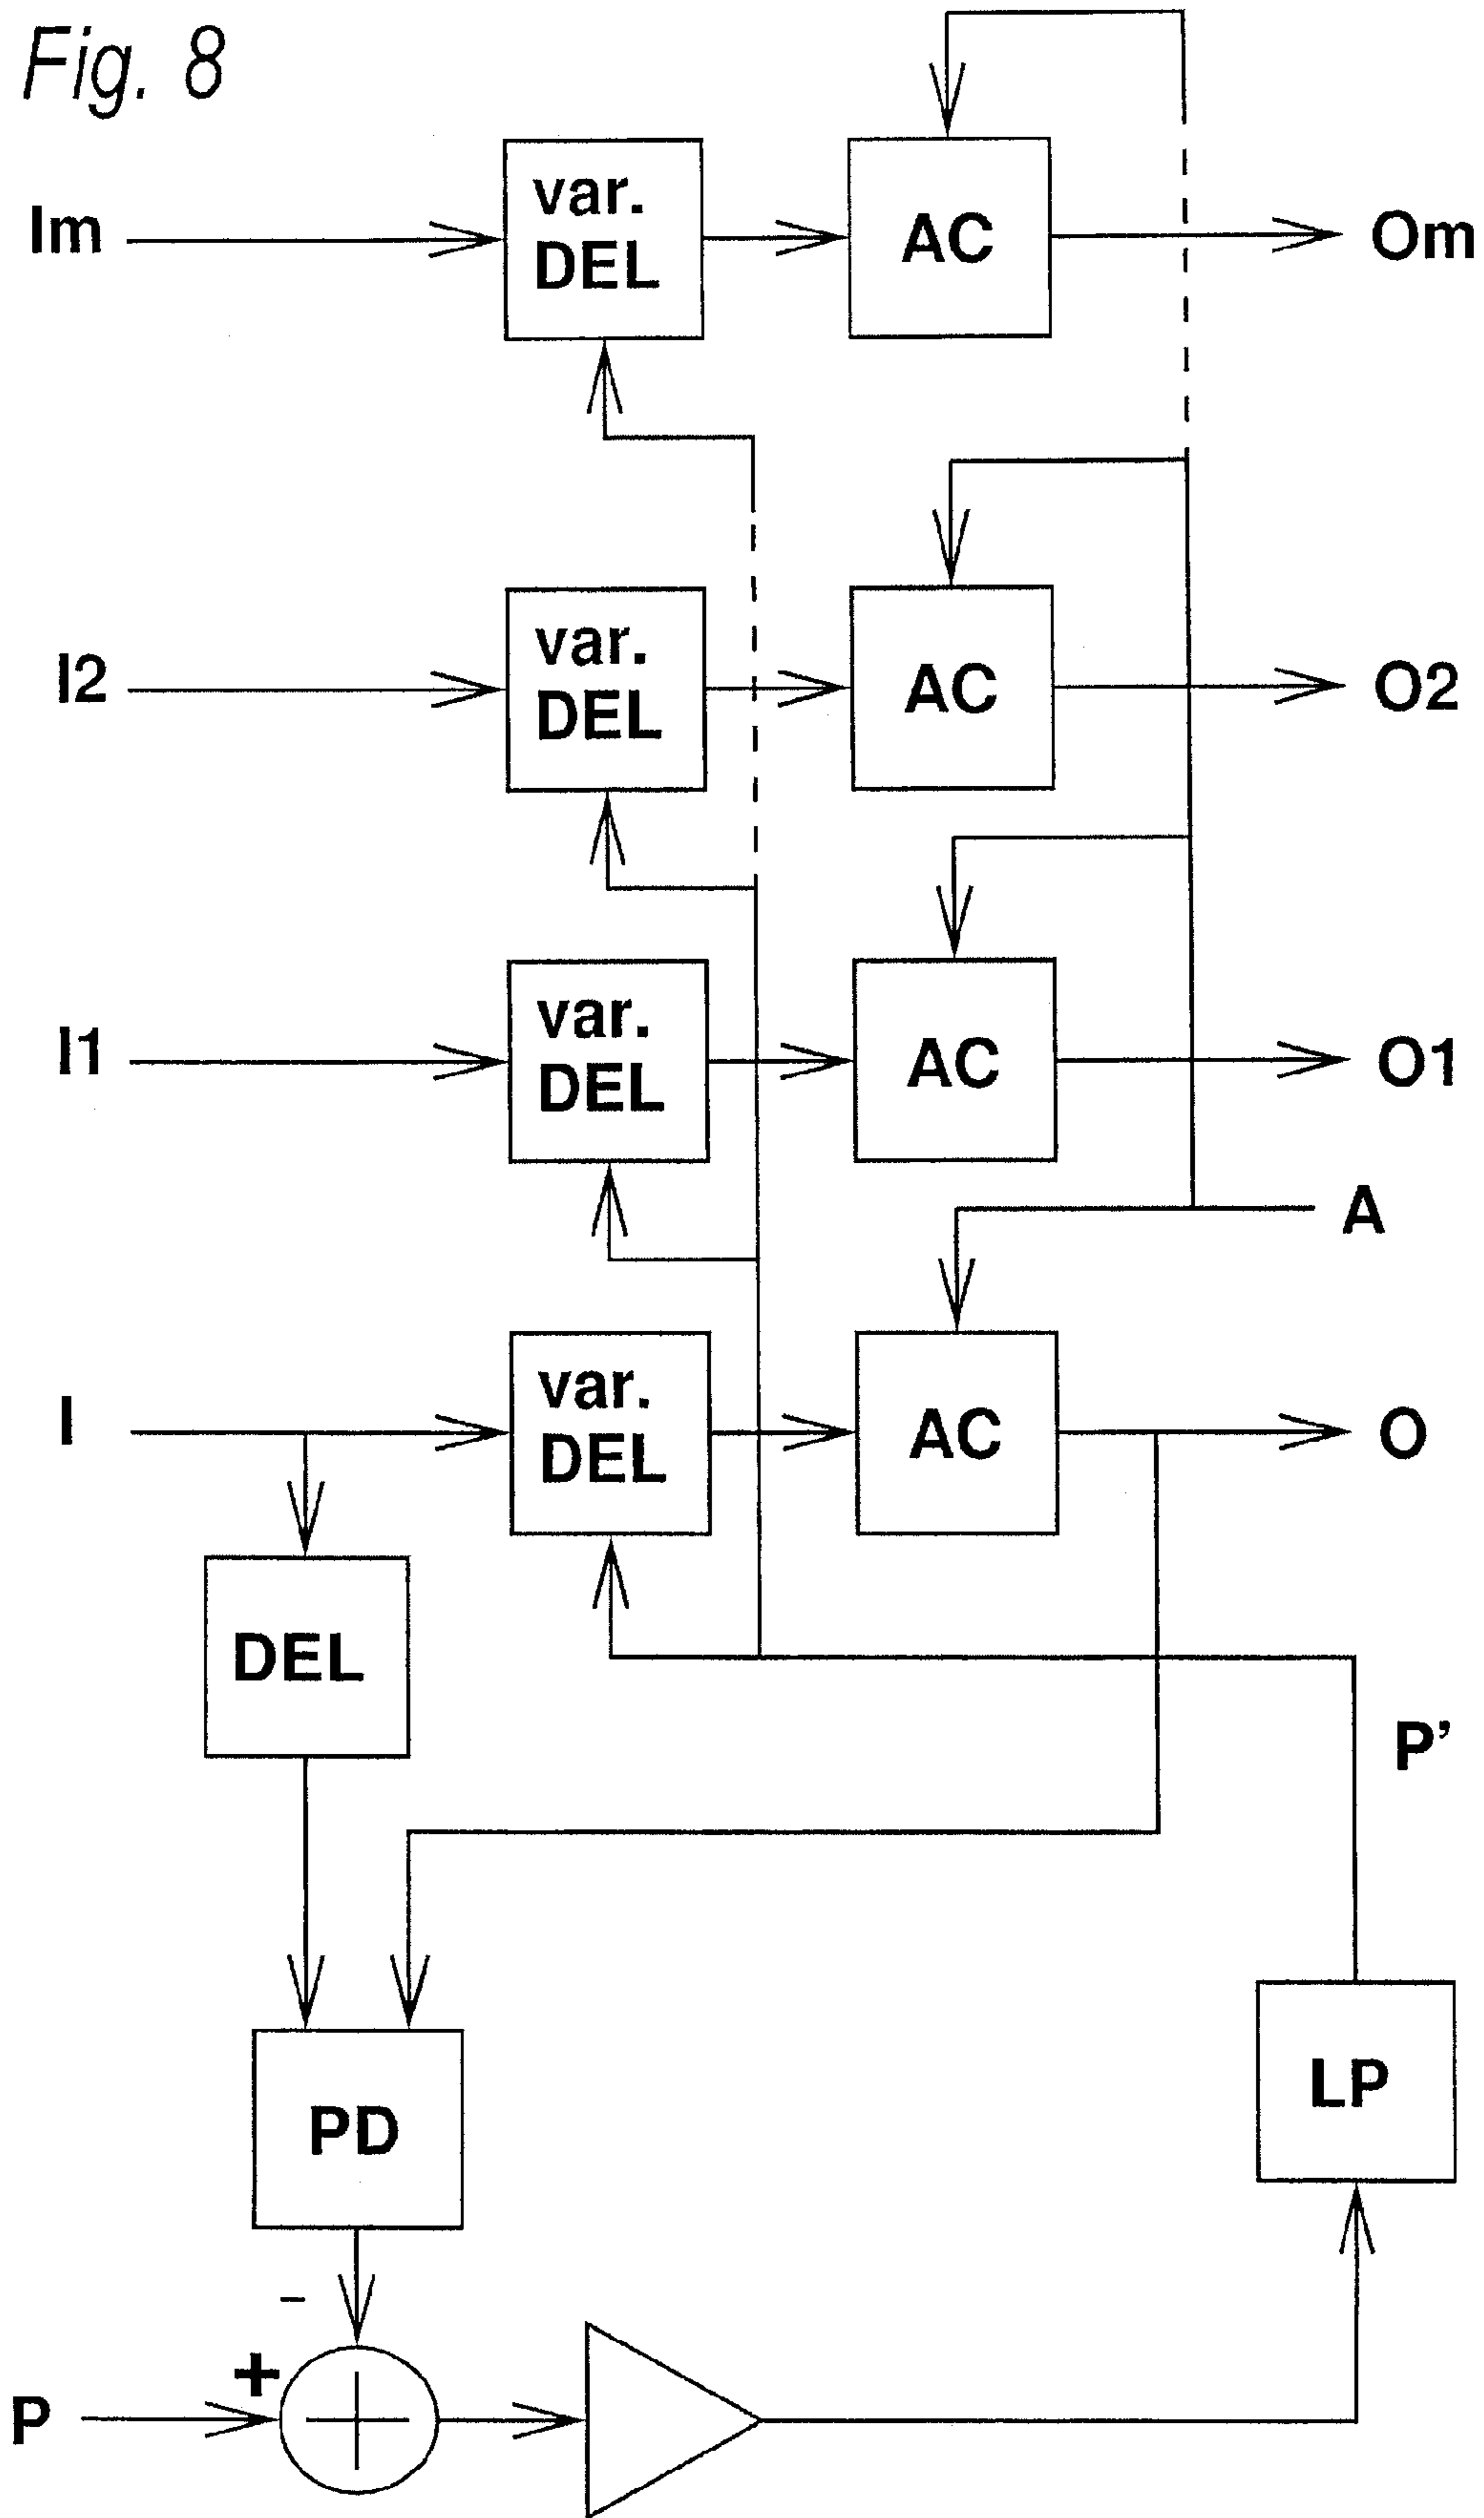 Fig. 8
Im
var.
DEL
AC
Om
I2
var.
DEL
AC
O2
I1
var.
DEL
AC
O1
A
I
var.
DEL
AC
O
DEL
P'
LP
PD
–
+
P